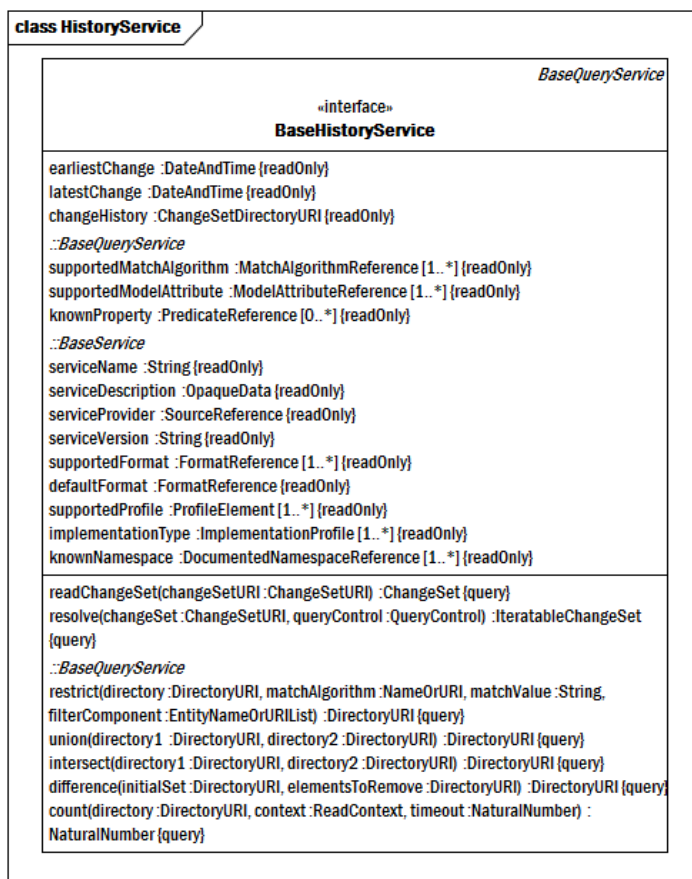 class HistoryService
BaseQueryService
«interface»
BaseHistoryService
earliestChange :DateAndTime {readOnly}
latestChange :DateAndTime {readOnly}
changeHistory :ChangeSetDirectoryURI {readOnly}
::BaseQueryService
supportedMatchAlgorithm :MatchAlgorithmReference [1..*] {readOnly}
supportedModelAttribute :ModelAttributeReference [1..*] {readOnly}
knownProperty :PredicateReference [0..*] {readOnly}
::BaseService
serviceName :String {readOnly}
serviceDescription :OpaqueData {readOnly}
serviceProvider :SourceReference {readOnly}
serviceVersion :String {readOnly}
supportedFormat :FormatReference [1..*] {readOnly}
defaultFormat :FormatReference {readOnly}
supportedProfile :ProfileElement [1..*] {readOnly}
implementationType :ImplementationProfile [1..*] {readOnly}
knownNamespace :DocumentedNamespaceReference [1..*] {readOnly}
readChangeSet(changeSetURI :ChangeSetURI) :ChangeSet {query}
resolve(changeSet :ChangeSetURI, queryControl :QueryControl) :IteratableChangeSet
{query}
::BaseQueryService
restrict(directory :DirectoryURI, matchAlgorithm :NameOrURI, matchValue :String,
filterComponent :EntityNameOrURIList) :DirectoryURI {query}
union(directory1 :DirectoryURI, directory2 :DirectoryURI) :DirectoryURI {query}
intersect(directory1 :DirectoryURI, directory2 :DirectoryURI) :DirectoryURI {query}
difference(initialSet :DirectoryURI, elementsToRemove :DirectoryURI) :DirectoryURI {query}
count(directory :DirectoryURI, context :ReadContext, timeout :NaturalNumber) :
NaturalNumber {query}